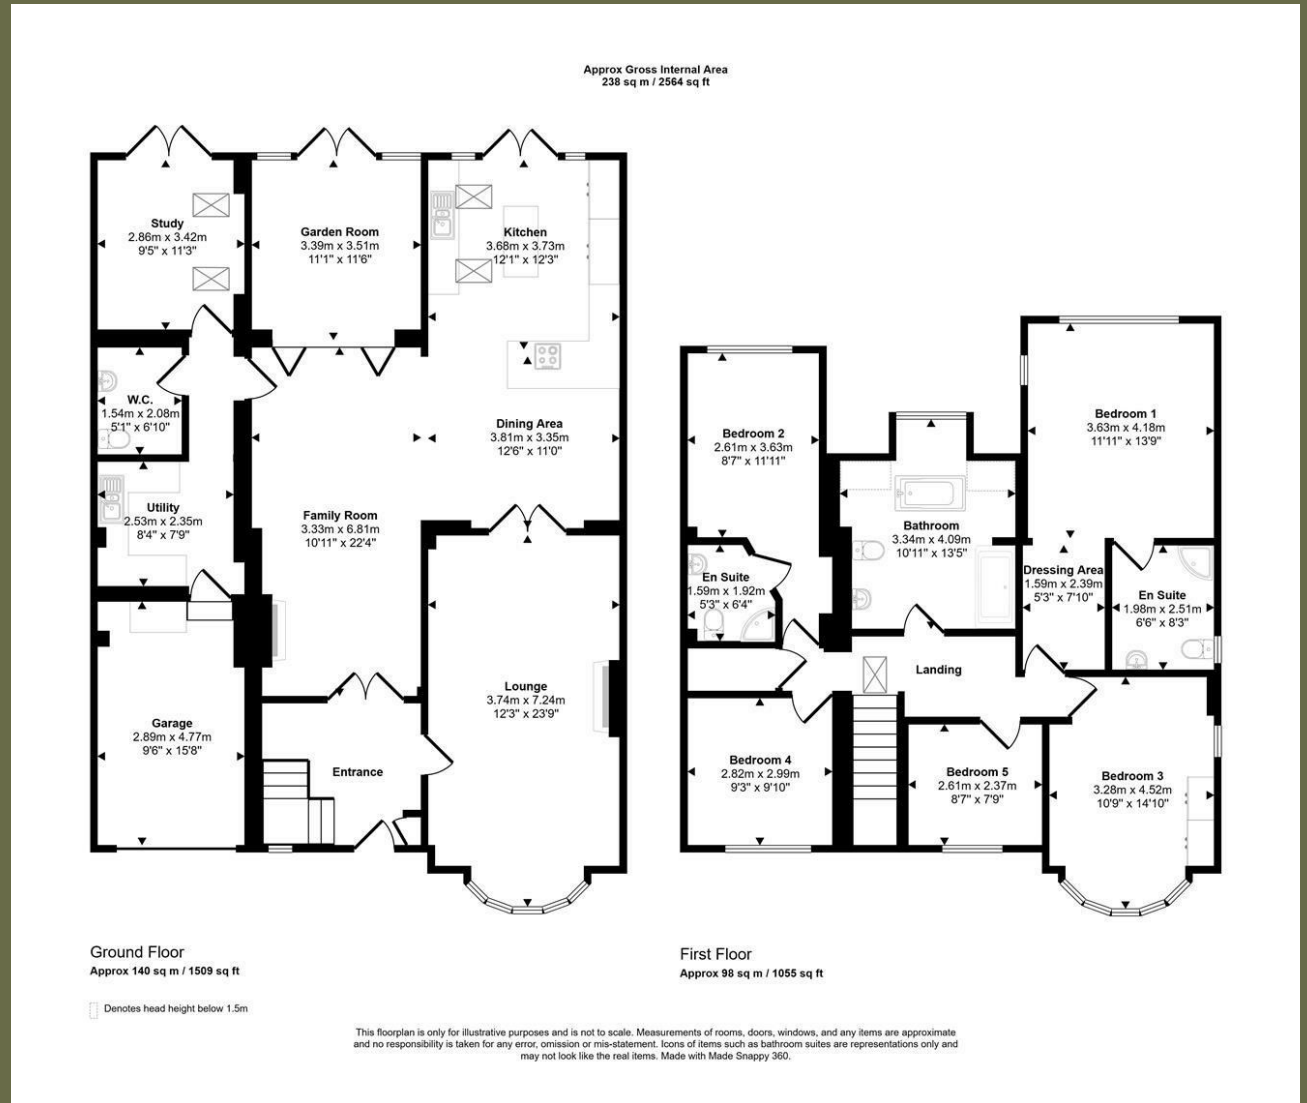 Approx Gross Internal Area
238 sq m / 2564 sq ft
Study
2.86m x 3.42m
9'5" x 11'3"
Garden Room
3.39m x 3.51m
11'1" x 11'6"
Kitchen
3.68m x 3.73m
12'1" x 12'3"
W.C.
1.54m x 2.08m
5'1" x 6'10"
Dining Area
3.81m x 3.35m
12'6" x 11'0"
Utility
2.53m x 2.35m
8'4" x 7'9"
Family Room
3.33m x 6.81m
10'11" x 22'4"
Lounge
3.74m x 7.24m
12'3" x 23'9"
Garage
2.89m x 4.77m
9'6" x 15'8"
Entrance
Bedroom 1
3.63m x 4.18m
11'11" x 13'9"
Bedroom 2
2.61m x 3.63m
8'7" x 11'11"
Bathroom
3.34m x 4.09m
10'11" x 13'5"
En Suite
1.59m x 1.92m
5'3" x 6'4"
Dressing Area
1.59m x 2.39m
5'3" x 7'10"
En Suite
1.98m x 2.51m
6'6" x 8'3"
Landing
Bedroom 4
2.82m x 2.99m
9'3" x 9'10"
Bedroom 5
2.61m x 2.37m
8'7" x 7'9"
Bedroom 3
3.28m x 4.52m
10'9" x 14'10"
Ground Floor
Approx 140 sq m / 1509 sq ft
First Floor
Approx 98 sq m / 1055 sq ft
Denotes head height below 1.5m
This floorplan is only for illustrative purposes and is not to scale. Measurements of rooms, doors, windows, and any items are approximate
and no responsibility is taken for any error, omission or mis-statement. Icons of items such as bathroom suites are representations only and
may not look like the real items. Made with Made Snappy 360.